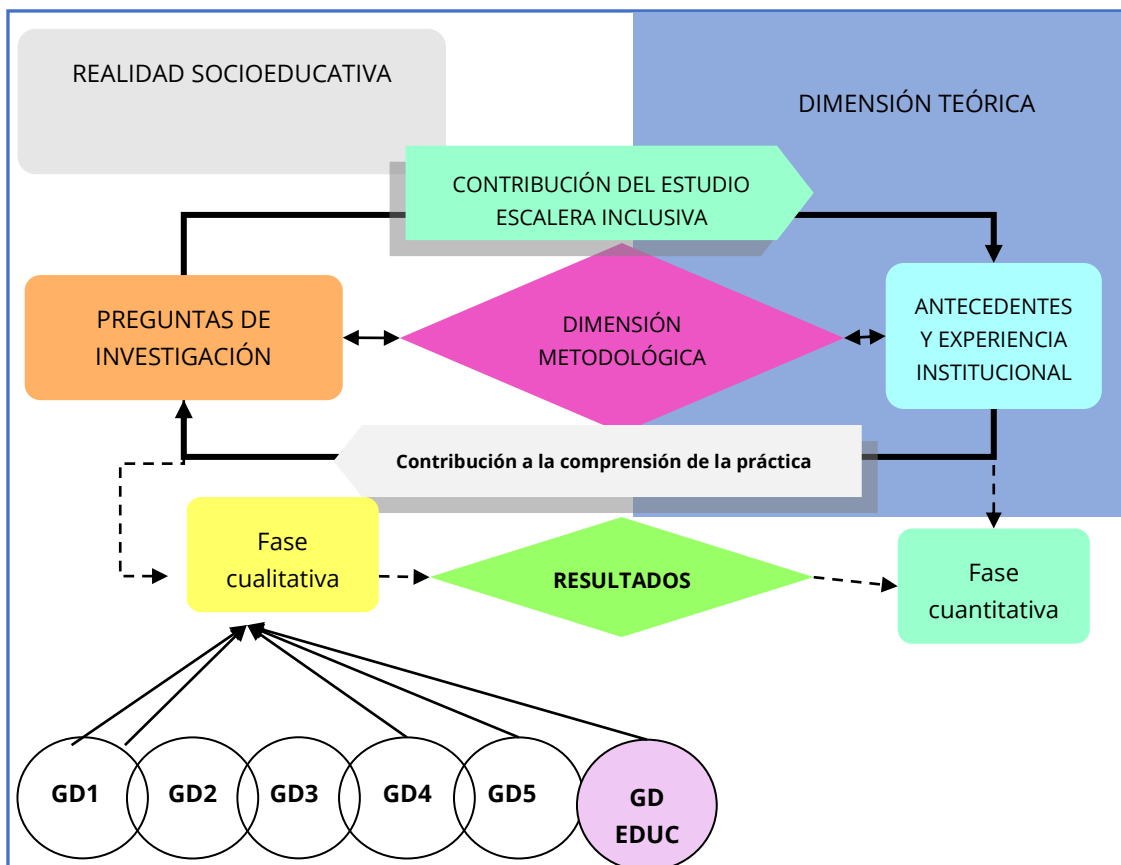 REALIDAD SOCIOEDUCATIVA
DIMENSIÓN TEÓRICA
CONTRIBUCIÓN DEL ESTUDIO
ESCALERA INCLUSIVA
PREGUNTAS DE
INVESTIGACIÓN
DIMENSIÓN
METODOLÓGICA
ANTECEDENTES
Y EXPERIENCIA
INSTITUCIONAL
Contribución a la comprensión de la práctica
Fase
cualitativa
RESULTADOS
Fase
cuantitativa
GD1
GD2
GD3
GD4
GD5
GD
EDUC